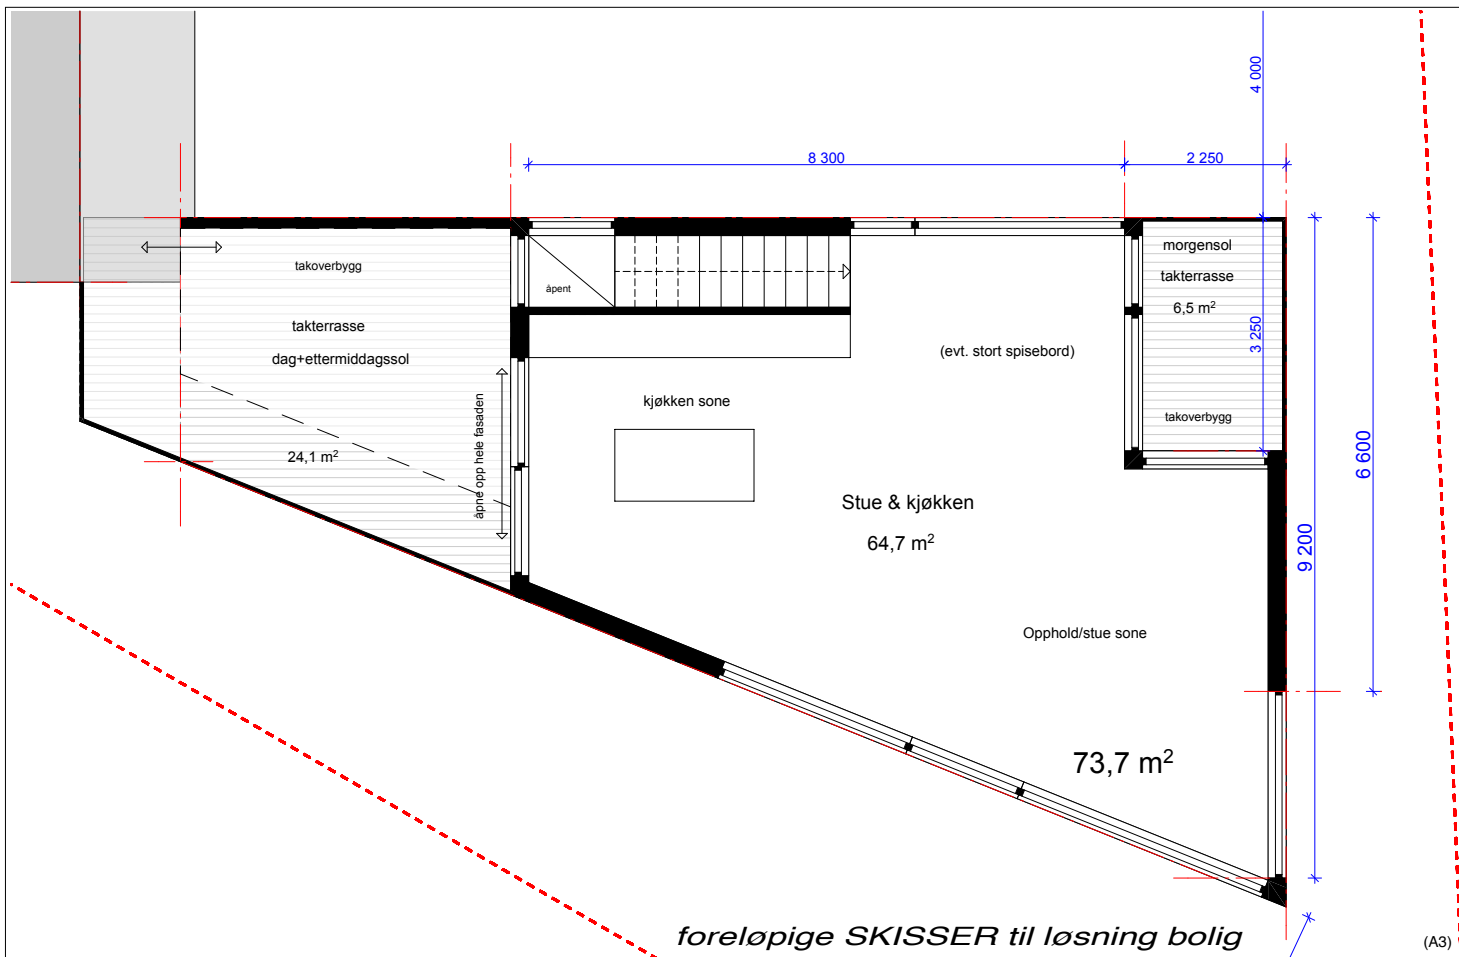 4 000
8 300
2 250
morgensol
takterrasse
6,5 m²
takoverbygg
åpent
takterrasse
dag+ettermiddagssol
3 250
(evt. stort spisebord)
kjøkken sone
takoverbygg
24,1 m²
åpne opp hele fasaden
6 600
Stue & kjøkken
64,7 m²
9 200
Opphold/stue sone
73,7 m²
foreløpige SKISSER til løsning bolig
(A3)